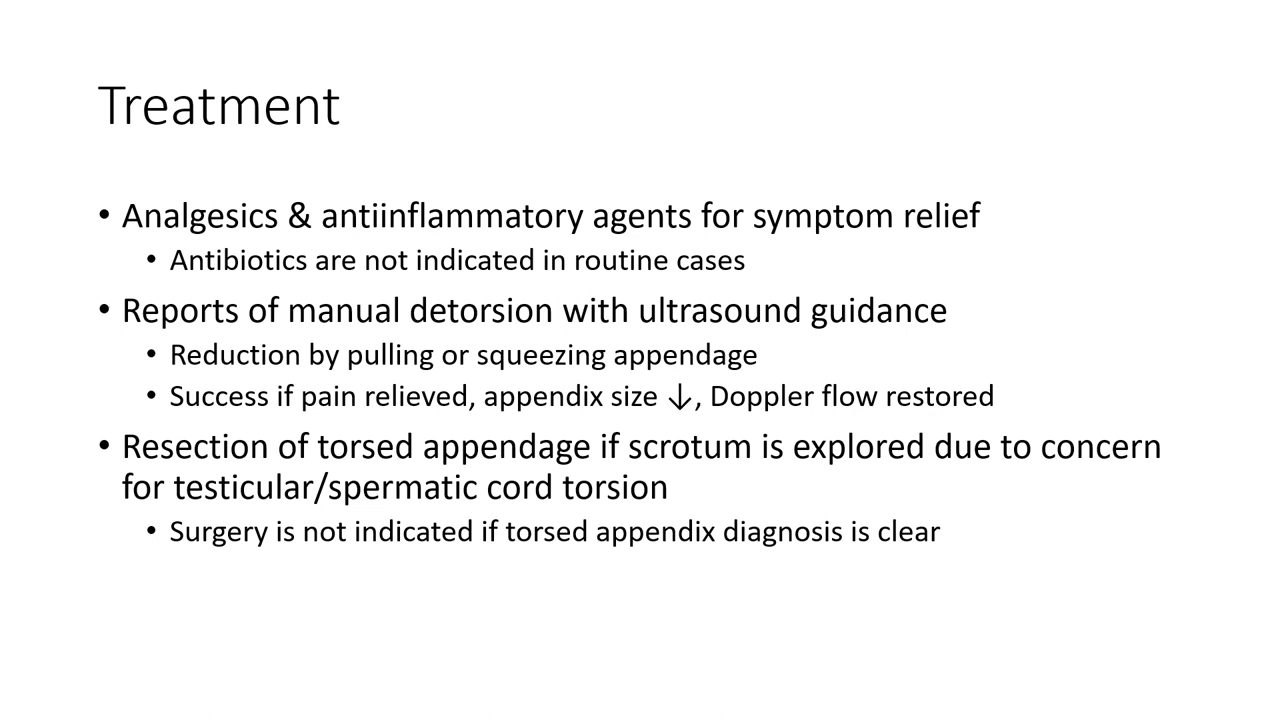 Treatment
• Analgesics & antiinflammatory agents for symptom relief
• Antibiotics are not indicated in routine cases
• Reports of manual detorsion with ultrasound guidance
• Reduction by pulling or squeezing appendage
• Success if pain relieved, appendix size ↓, Doppler flow restored
• Resection of torsed appendage if scrotum is explored due to concern
for testicular/spermatic cord torsion
• Surgery is not indicated if torsed appendix diagnosis is clear